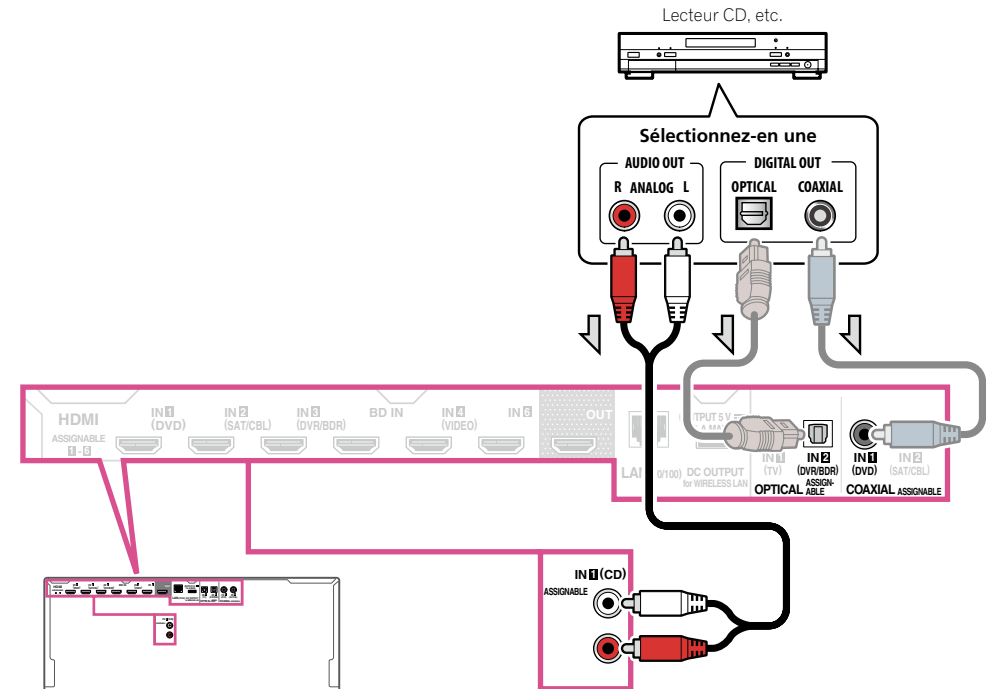 Lecteur CD, etc.
Sélectionnez-en une
AUDIO OUT
DIGITAL OUT
R ANALOG L
OPTICAL
COAXIAL
HDMI
ASSIGNABLE
1 - 6
IN 1
(DVD)
IN 2
(SAT/CBL)
IN 3
(DVR/BDR)
BD IN
IN 4
(VIDEO)
IN 6
OUT
LAN
0/100)
DC OUTPUT
for WIRELESS LAN
IN 1
(TV)
IN 2
(DVR/BDR)
OPTICAL
ASSIGN-
ABLE
IN 1
(DVD)
IN 2
(SAT/CBL)
COAXIAL ASSIGNABLE
IN 1 (CD)
ASSIGNABLE